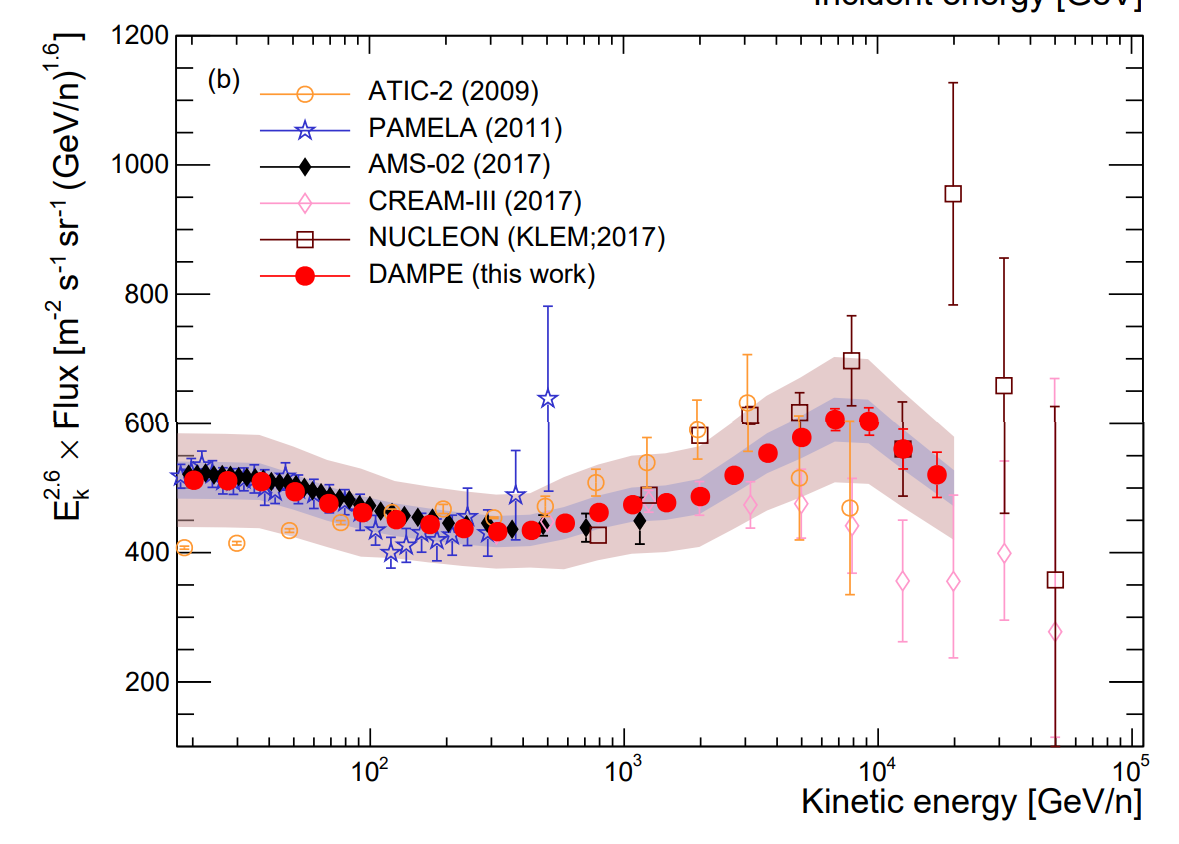 Incident energy [GeV]
1200
1000
800
600
400
200
E_k^2.6 × Flux [m^-2 s^-1 sr^-1 (GeV/n)^1.6]
(b)
ATIC-2 (2009)
PAMELA (2011)
AMS-02 (2017)
CREAM-III (2017)
NUCLEON (KLEM;2017)
DAMPE (this work)
10^2
10^3
10^4
10^5
Kinetic energy [GeV/n]